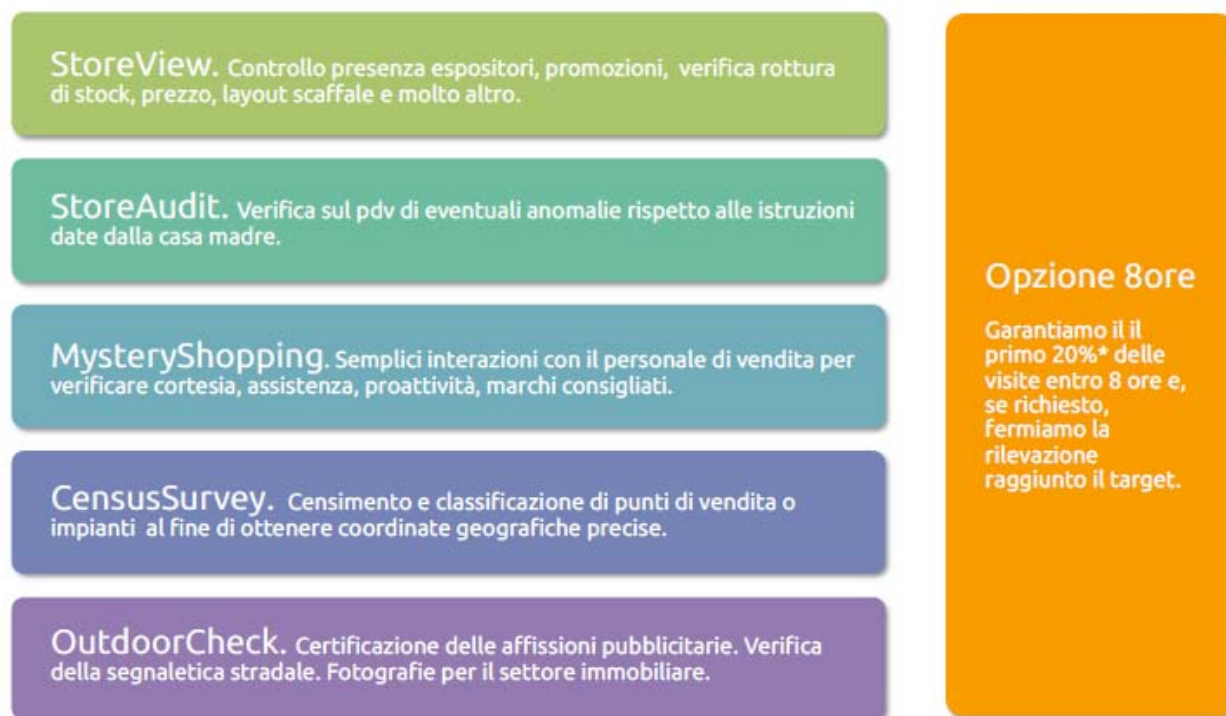 StoreView. Controllo presenza espositori, promozioni, verifica rottura
di stock, prezzo, layout scaffale e molto altro.
StoreAudit. Verifica sul pdv di eventuali anomalie rispetto alle istruzioni
date dalla casa madre.
MysteryShopping. Semplici interazioni con il personale di vendita per
verificare cortesia, assistenza, proattività, marchi consigliati.
CensusSurvey. Censimento e classificazione di punti di vendita o
impianti al fine di ottenere coordinate geografiche precise.
OutdoorCheck. Certificazione delle affissioni pubblicitarie. Verifica
della segnaletica stradale. Fotografie per il settore immobiliare.
Opzione 8ore
Garantiamo il il
primo 20%* delle
visite entro 8 ore e,
se richiesto,
fermiamo la
rilevazione
raggiunto il target.